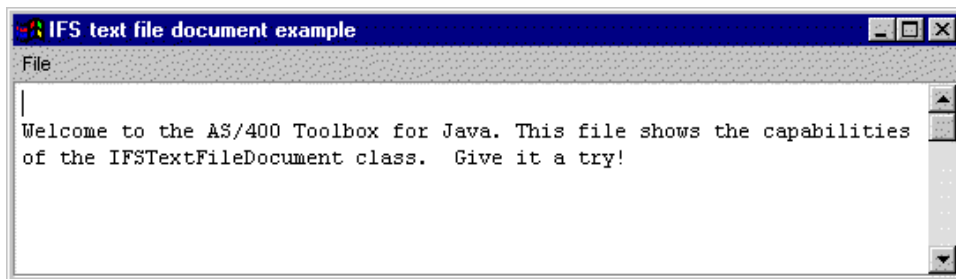 IFS text file document example
File
Welcome to the AS/400 Toolbox for Java. This file shows the capabilities
of the IFSTextFileDocument class.  Give it a try!